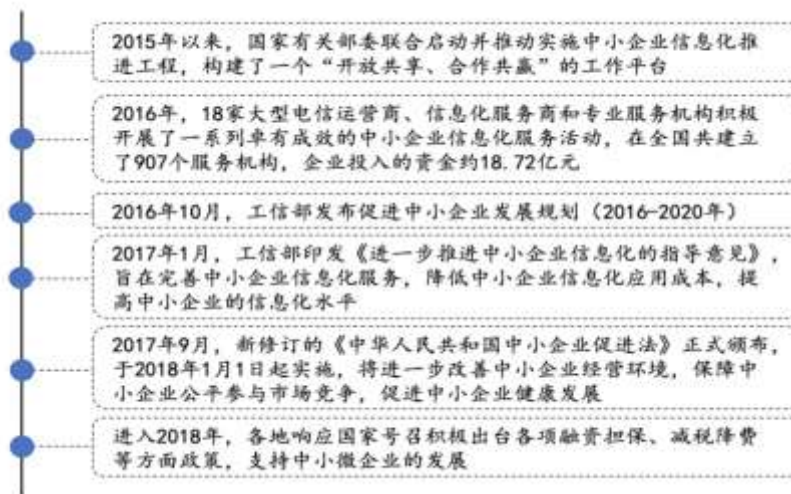 2015年以来，国家有关部委联合启动并推动实施中小企业信息化推
进工程，构建了一个“开放共享、合作共赢”的工作平台
2016年，18家大型电信运营商、信息化服务商和专业服务机构积极
开展了一系列卓有成效的中小企业信息化服务活动，在全国共建立
了907个服务机构，企业投入的资金约18.72亿元
2016年10月，工信部发布促进中小企业发展规划（2016-2020年）
2017年1月，工信部印发《进一步推进中小企业信息化的指导意见》，
旨在完善中小企业信息化服务，降低中小企业信息化应用成本，提
高中小企业的信息化水平
2017年9月，新修订的《中华人民共和国中小企业促进法》正式颁布，
于2018年1月1日起实施，将进一步改善中小企业经营环境，保障中
小企业公平参与市场竞争，促进中小企业健康发展
进入2018年，各地响应国家号召积极出台各项融资担保、减税降费
等方面政策，支持中小微企业的发展